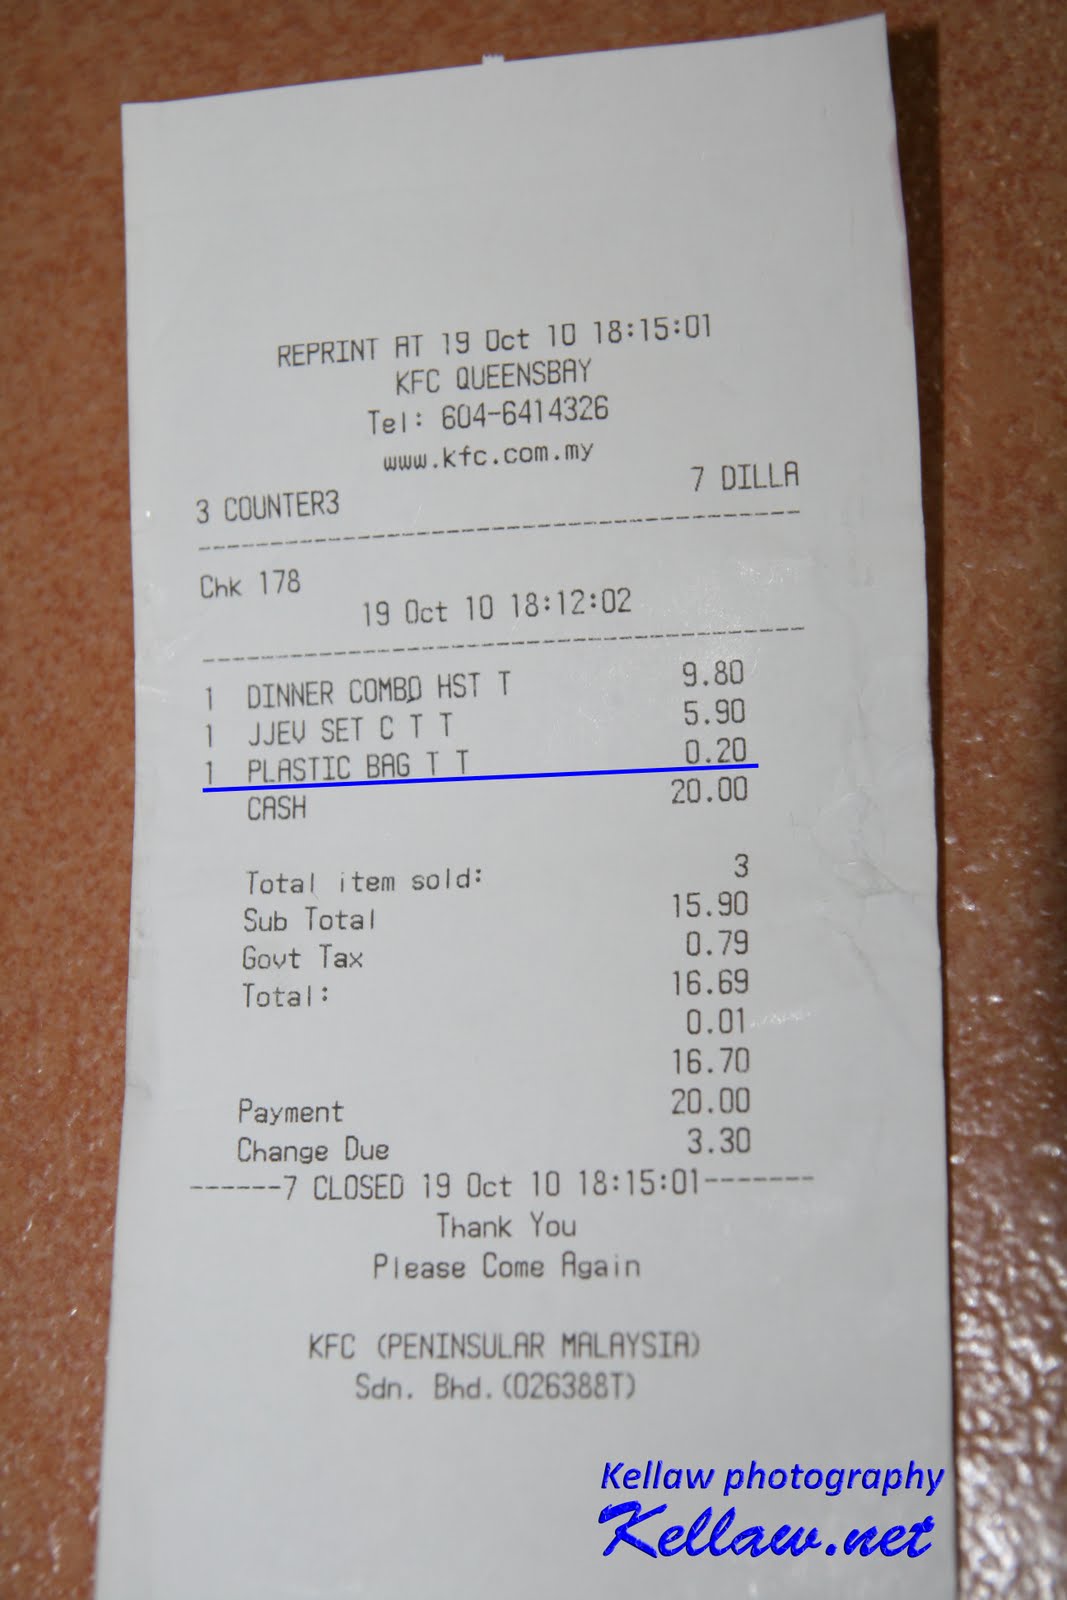 REPRINT AT 19 Oct 10 18:15:01
KFC QUEENSBAY
Tel: 604-6414326
www.kfc.com.my
3 COUNTER3 7 DILLA
Chk 178
19 Oct 10 18:12:02
1 DINNER COMBO HST T 9.80
1 JJEV SET C T T 5.90
1 PLASTIC BAG T T 0.20
CASH 20.00
Total item sold: 3
Sub Total 15.90
Govt Tax 0.79
Total: 16.69
0.01
16.70
Payment 20.00
Change Due 3.30
------7 CLOSED 19 Oct 10 18:15:01-------
Thank You
Please Come Again
KFC (PENINSULAR MALAYSIA)
Sdn. Bhd.(026388T)
Kellaw photography
Kellaw.net